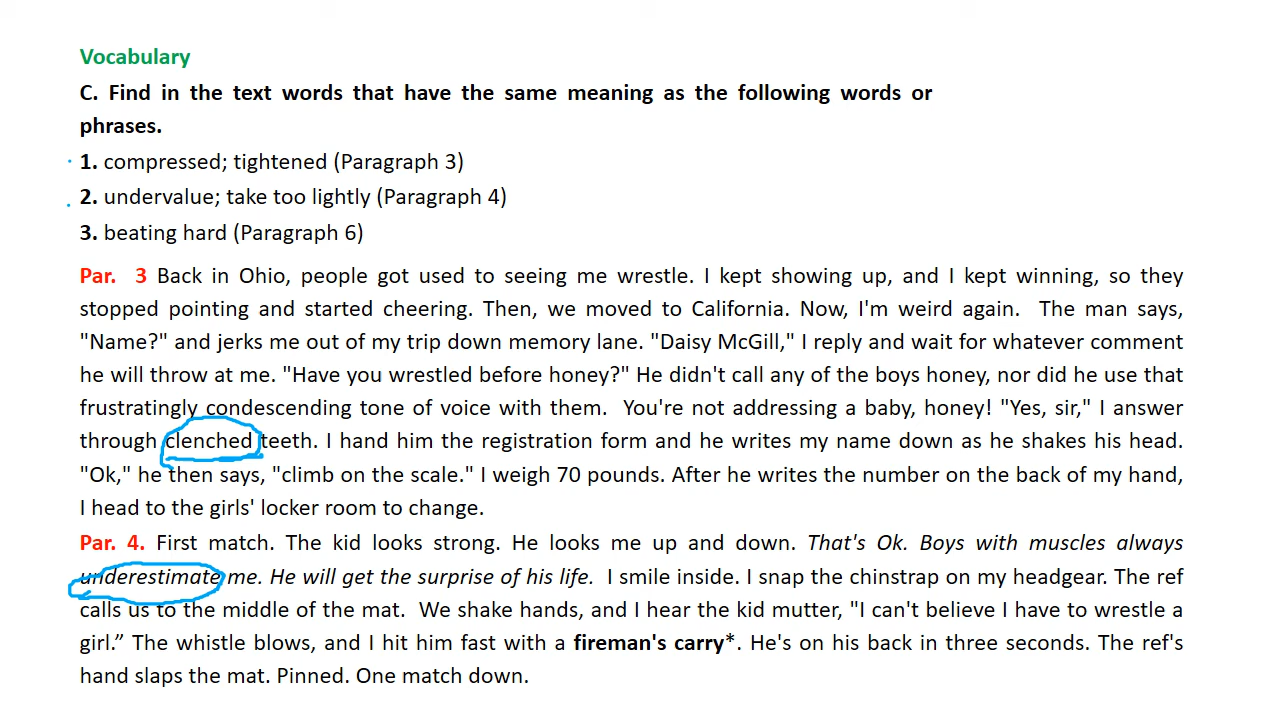 Vocabulary
C. Find in the text words that have the same meaning as the following words or
phrases.
1. compressed; tightened (Paragraph 3)
2. undervalue; take too lightly (Paragraph 4)
3. beating hard (Paragraph 6)
Par. 3 Back in Ohio, people got used to seeing me wrestle. I kept showing up, and I kept winning, so they
stopped pointing and started cheering. Then, we moved to California. Now, I'm weird again. The man says,
"Name?" and jerks me out of my trip down memory lane. "Daisy McGill," I reply and wait for whatever comment
he will throw at me. "Have you wrestled before honey?" He didn't call any of the boys honey, nor did he use that
frustratingly condescending tone of voice with them. You're not addressing a baby, honey! "Yes, sir," I answer
through clenched teeth. I hand him the registration form and he writes my name down as he shakes his head.
"Ok," he then says, "climb on the scale." I weigh 70 pounds. After he writes the number on the back of my hand,
I head to the girls' locker room to change.
Par. 4. First match. The kid looks strong. He looks me up and down. That's Ok. Boys with muscles always
underestimate me. He will get the surprise of his life. I smile inside. I snap the chinstrap on my headgear. The ref
calls us to the middle of the mat. We shake hands, and I hear the kid mutter, "I can't believe I have to wrestle a
girl.” The whistle blows, and I hit him fast with a fireman's carry*. He's on his back in three seconds. The ref's
hand slaps the mat. Pinned. One match down.